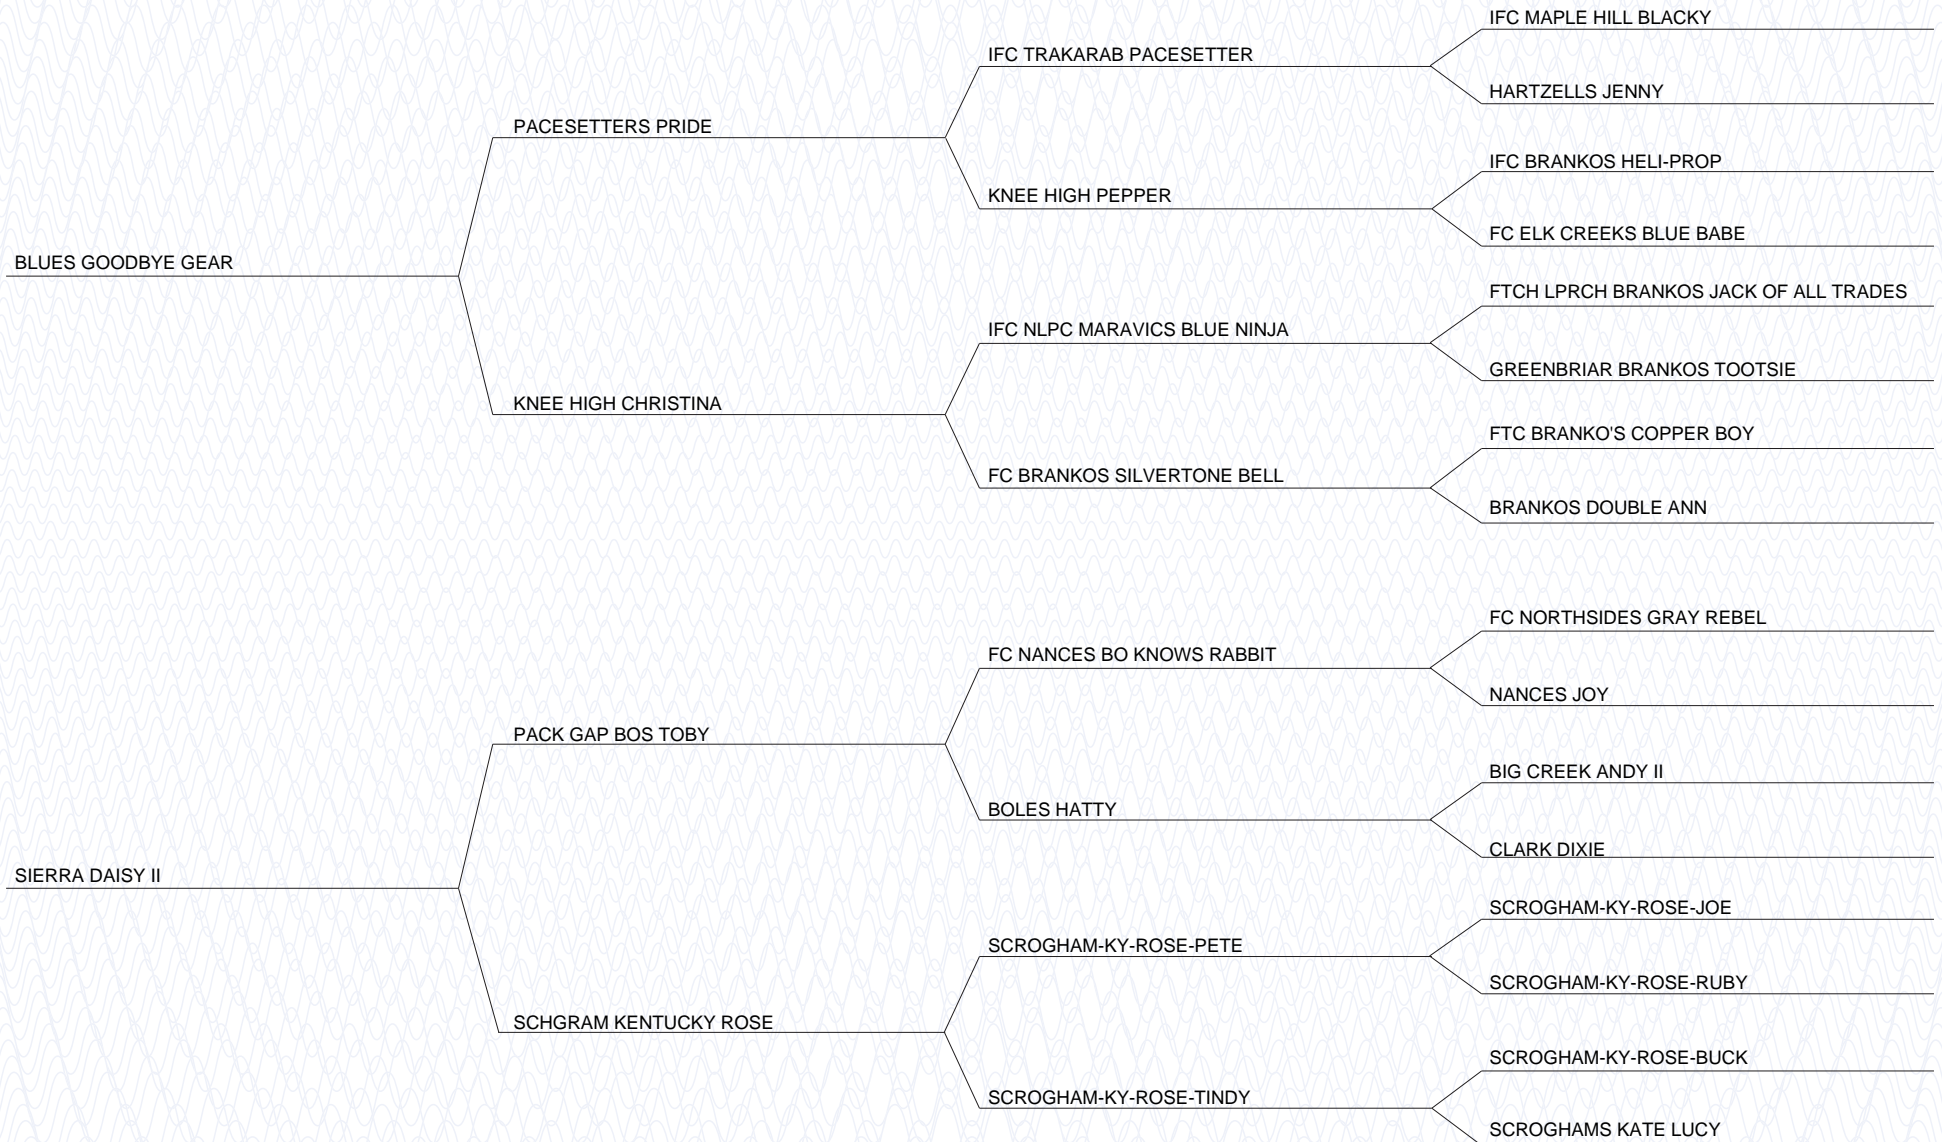 IFC MAPLE HILL BLACKY
IFC TRAKARAB PACESETTER
HARTZELLS JENNY
PACESETTERS PRIDE
IFC BRANKOS HELI-PROP
KNEE HIGH PEPPER
FC ELK CREEKS BLUE BABE
BLUES GOODBYE GEAR
FTCH LPRCH BRANKOS JACK OF ALL TRADES
IFC NLPC MARAVICS BLUE NINJA
GREENBRIAR BRANKOS TOOTSIE
KNEE HIGH CHRISTINA
FTC BRANKO'S COPPER BOY
FC BRANKOS SILVERTONE BELL
BRANKOS DOUBLE ANN
FC NORTHSIDES GRAY REBEL
FC NANCES BO KNOWS RABBIT
NANCES JOY
PACK GAP BOS TOBY
BIG CREEK ANDY II
BOLES HATTY
CLARK DIXIE
SIERRA DAISY II
SCROGHAM-KY-ROSE-JOE
SCROGHAM-KY-ROSE-PETE
SCROGHAM-KY-ROSE-RUBY
SCHGRAM KENTUCKY ROSE
SCROGHAM-KY-ROSE-BUCK
SCROGHAM-KY-ROSE-TINDY
SCROGHAMS KATE LUCY